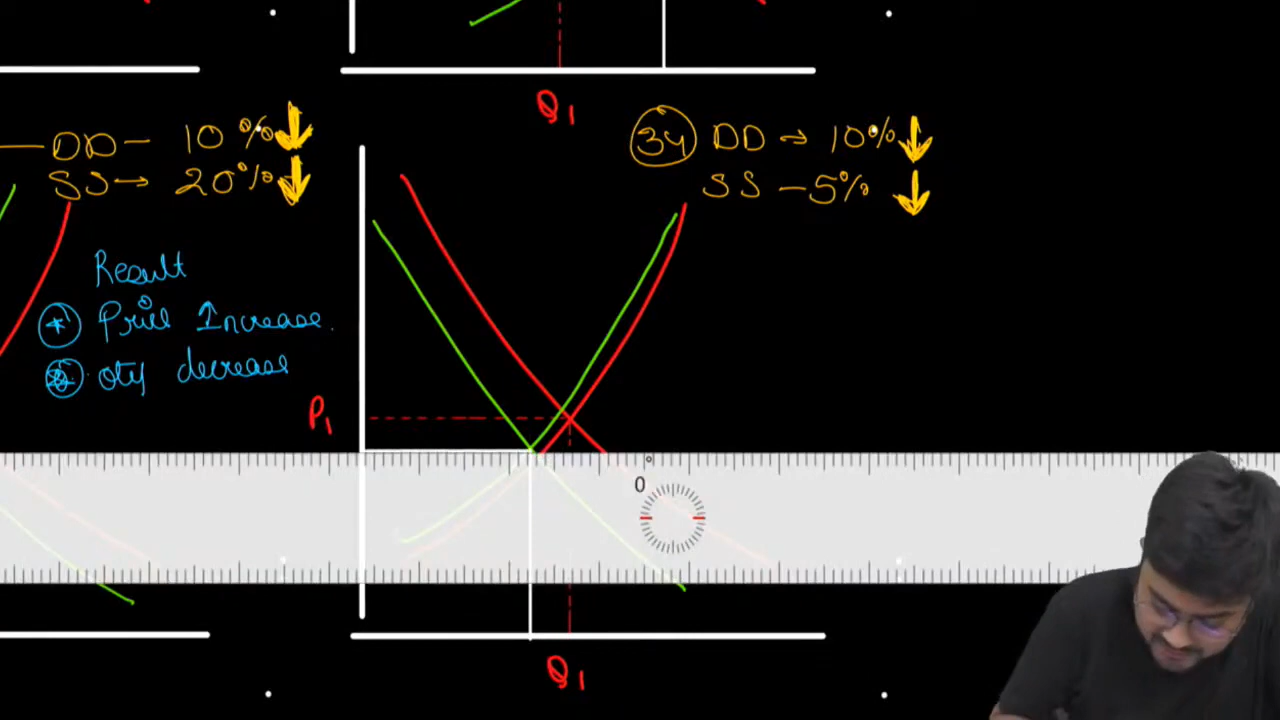 Q1
DD - 10%
SS → 20%
Result
Price ↑ Increase.
Qty decrease
34 DD → 10%
SS - 5%
P1
0
Q1